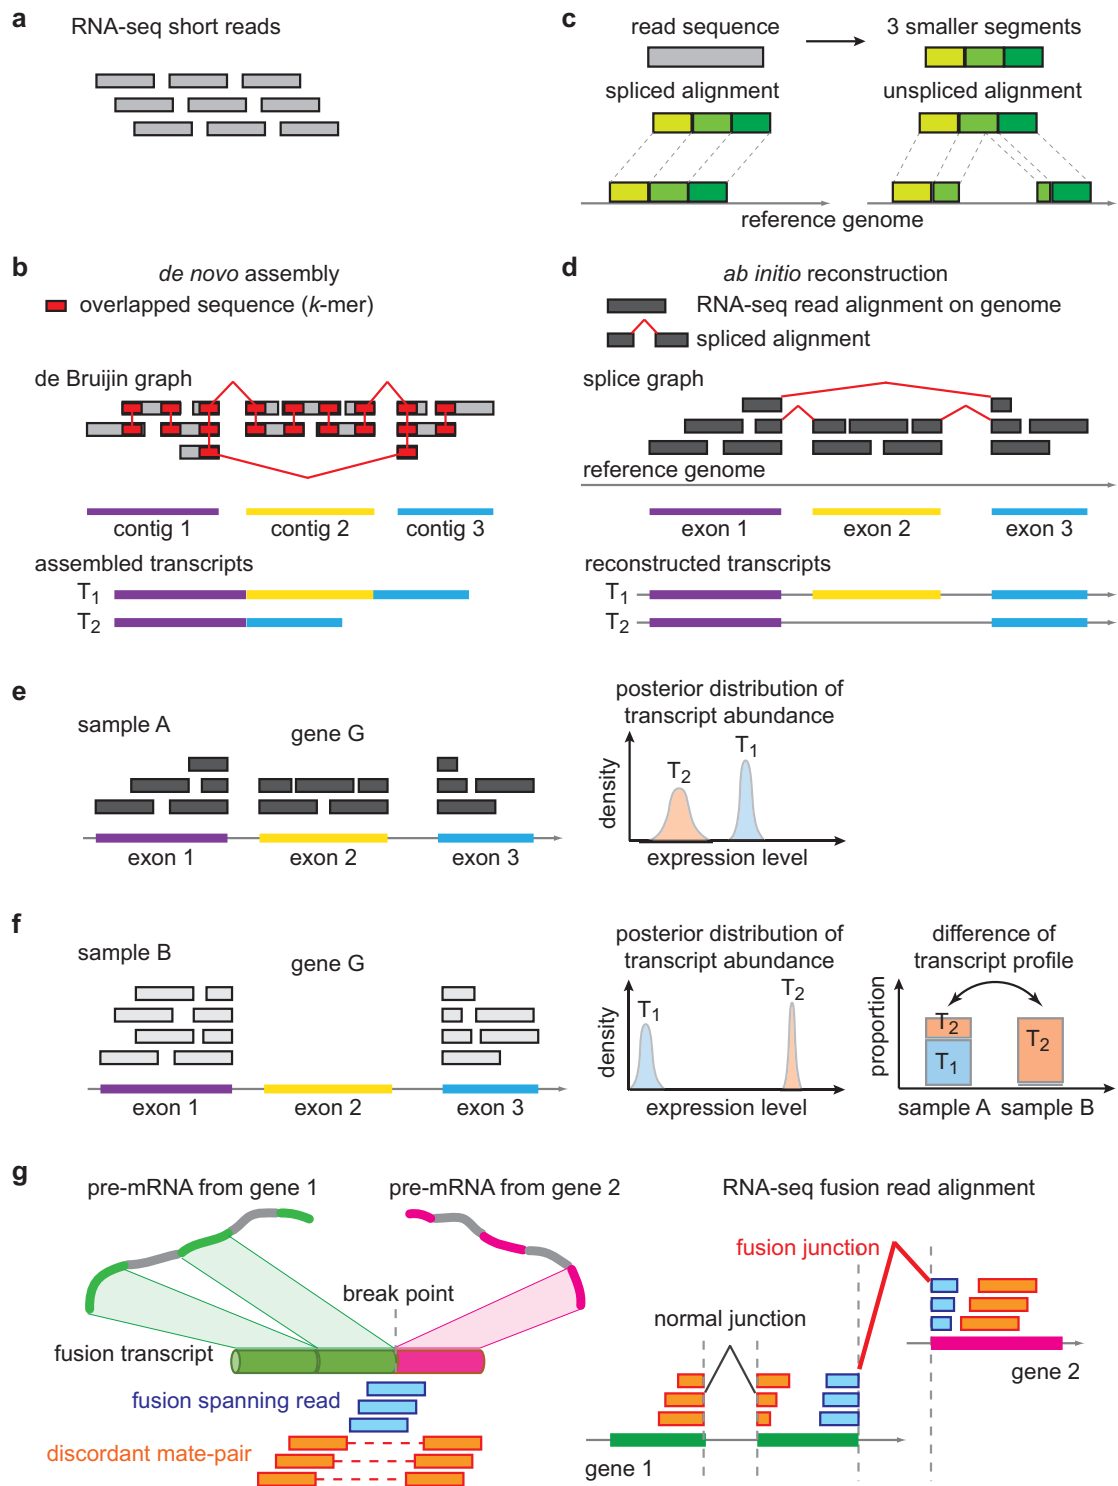 a
RNA-seq short reads
c
read sequence
3 smaller segments
spliced alignment
unspliced alignment
reference genome
b
de novo assembly
overlapped sequence (k-mer)
de Bruijin graph
contig 1
contig 2
contig 3
assembled transcripts
T1
T2
d
ab initio reconstruction
RNA-seq read alignment on genome
spliced alignment
splice graph
reference genome
exon 1
exon 2
exon 3
reconstructed transcripts
T1
T2
e
sample A
gene G
exon 1
exon 2
exon 3
posterior distribution of
transcript abundance
density
T2
T1
expression level
f
sample B
gene G
exon 1
exon 2
exon 3
posterior distribution of
transcript abundance
density
T1
T2
expression level
difference of
transcript profile
proportion
T2
T1
T2
sample A
sample B
g
pre-mRNA from gene 1
pre-mRNA from gene 2
break point
fusion transcript
fusion spanning read
discordant mate-pair
RNA-seq fusion read alignment
fusion junction
normal junction
gene 2
gene 1